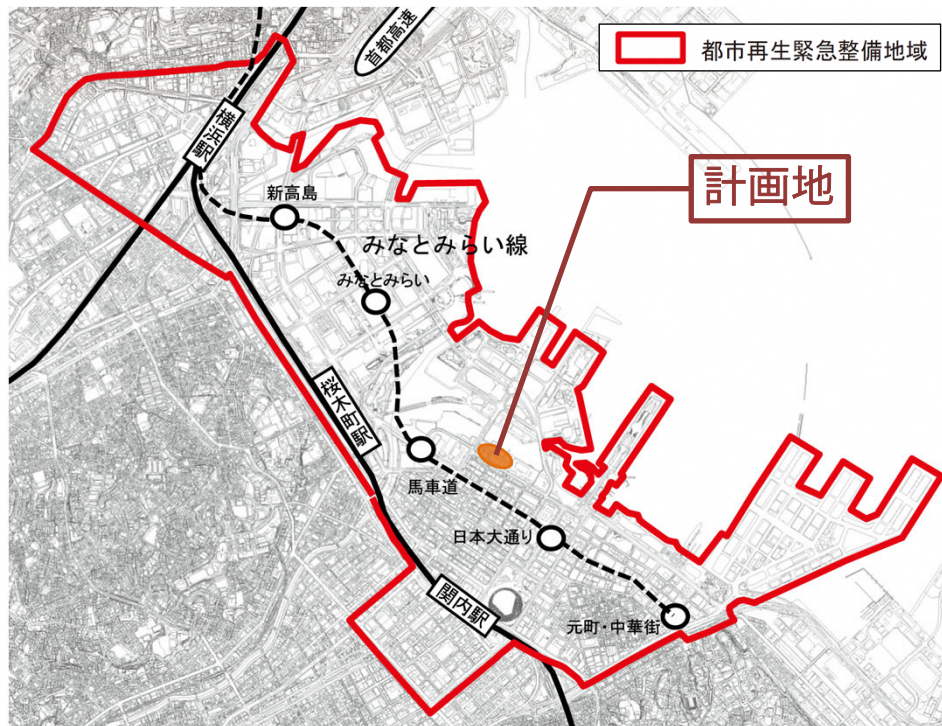 首都高速
都市再生緊急整備地域
横浜駅
計画地
新高島
みなとみらい線
みなとみらい
桜木町駅
馬車道
日本大通り
関内駅
元町・中華街